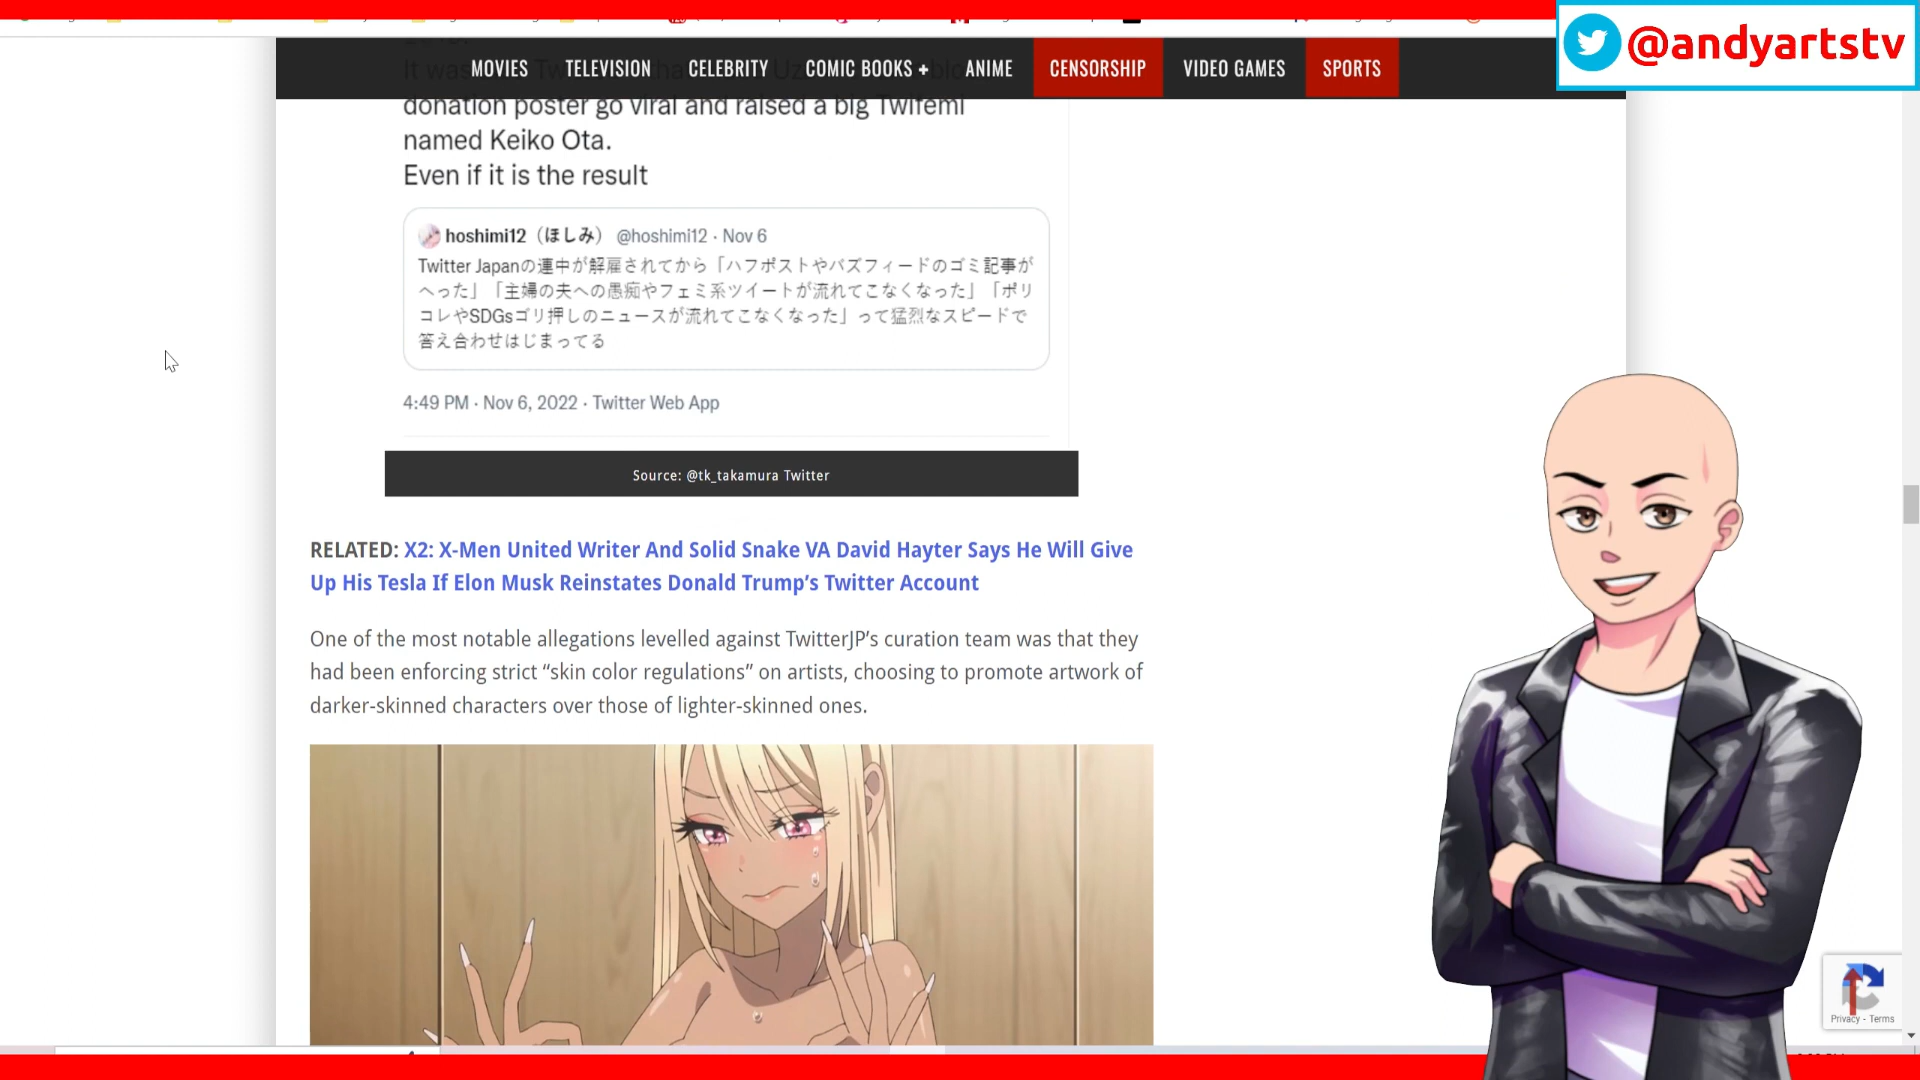 @andyartstv
MOVIES TELEVISION CELEBRITY COMIC BOOKS + ANIME CENSORSHIP VIDEO GAMES SPORTS
donation poster go viral and raised a big Twifemi
named Keiko Ota.
Even if it is the result
hoshimi12（ほしみ） @hoshimi12 · Nov 6
Twitter Japanの連中が解雇されてから「ハフポストやバズフィードのゴミ記事が
へった」「主婦の夫への愚痴やフェミ系ツイートが流れてこなくなった」「ポリ
コレやSDGsゴリ押しのニュースが流れてこなくなった」って猛烈なスピードで
答え合わせはじまってる
4:49 PM · Nov 6, 2022 · Twitter Web App
Source: @tk_takamura Twitter
RELATED: X2: X-Men United Writer And Solid Snake VA David Hayter Says He Will Give
Up His Tesla If Elon Musk Reinstates Donald Trump’s Twitter Account
One of the most notable allegations levelled against TwitterJP’s curation team was that they
had been enforcing strict “skin color regulations” on artists, choosing to promote artwork of
darker-skinned characters over those of lighter-skinned ones.
Privacy - Terms